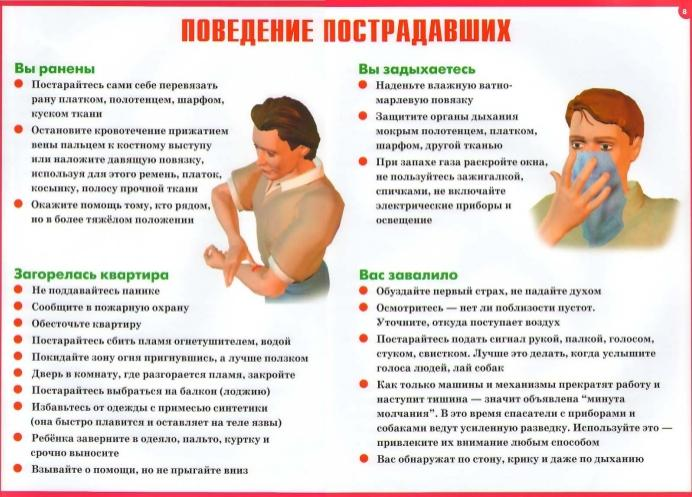 8
ПОВЕДЕНИЕ ПОСТРАДАВШИХ
Вы ранены
Постарайтесь сами себе перевязать
рану платком, полотенцем, шарфом,
куском ткани
Остановите кровотечение прижатием
вены пальцем к костному выступу
или наложите давящую повязку,
используя для этого ремень, платок,
косынку, полосу прочной ткани
Окажите помощь тому, кто рядом,
но в более тяжёлом положении
Вы задыхаетесь
Наденьте влажную ватно-
марлевую повязку
Защитите органы дыхания
мокрым полотенцем, платком,
шарфом, другой тканью
При запахе газа раскройте окна,
не пользуйтесь зажигалкой,
спичками, не включайте
электрические приборы и
освещение
Загорелась квартира
Не поддавайтесь панике
Сообщите в пожарную охрану
Обесточьте квартиру
Постарайтесь сбить пламя огнетушителем, водой
Покидайте зону огня пригнувшись, а лучше ползком
Дверь в комнату, где разгорается пламя, закройте
Постарайтесь выбраться на балкон (лоджию)
Избавьтесь от одежды с примесью синтетики
(она быстро плавится и оставляет на теле язвы)
Ребёнка заверните в одеяло, пальто, куртку и
срочно выносите
Взывайте о помощи, но не прыгайте вниз
Вас завалило
Обуздайте первый страх, не падайте духом
Осмотритесь — нет ли поблизости пустот.
Уточните, откуда поступает воздух
Постарайтесь подать сигнал рукой, палкой, голосом,
стуком, свистком. Лучше это делать, когда услышите
голоса людей, лай собак
Как только машины и механизмы прекратят работу и
наступит тишина — значит объявлена “минута
молчания”. В это время спасатели с приборами и
собаками ведут усиленную разведку. Используйте это —
привлеките их внимание любым способом
Вас обнаружат по стону, крику и даже по дыханию